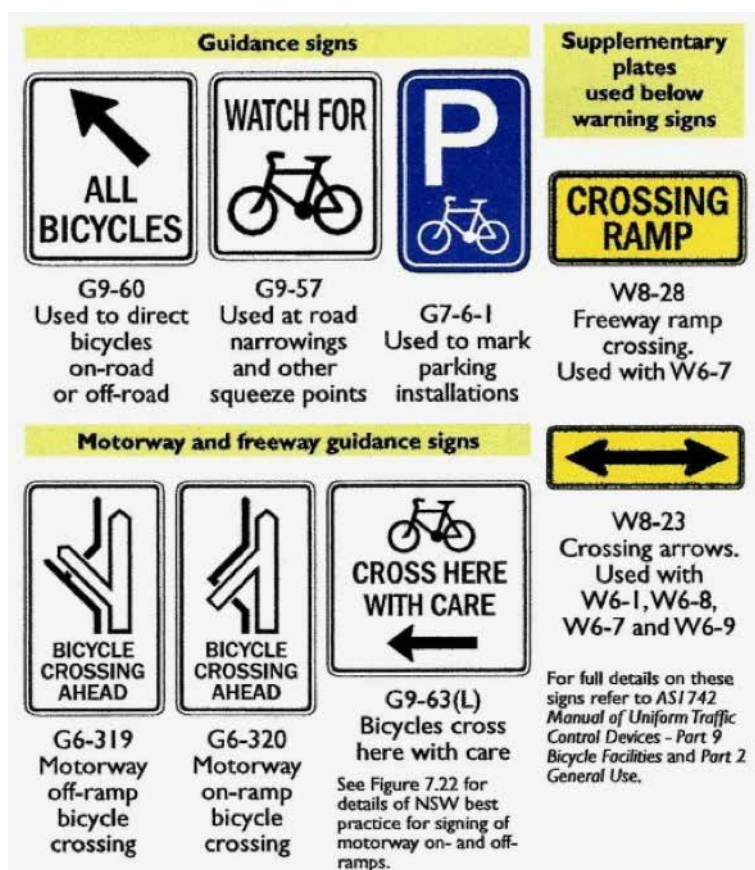 Guidance signs
ALL
BICYCLES
G9-60
Used to direct
bicycles
on-road
or off-road
WATCH FOR
G9-57
Used at road
narrowings
and other
squeeze points
P
G7-6-1
Used to mark
parking
installations
Supplementary
plates
used below
warning signs
CROSSING
RAMP
W8-28
Freeway ramp
crossing.
Used with W6-7
Motorway and freeway guidance signs
BICYCLE
CROSSING
AHEAD
G6-319
Motorway
off-ramp
bicycle
crossing
BICYCLE
CROSSING
AHEAD
G6-320
Motorway
on-ramp
bicycle
crossing
CROSS HERE
WITH CARE
G9-63(L)
Bicycles cross
here with care
See Figure 7.22 for
details of NSW best
practice for signing of
motorway on- and off-
ramps.
W8-23
Crossing arrows.
Used with
W6-1, W6-8,
W6-7 and W6-9
For full details on these
signs refer to AS1742
Manual of Uniform Traffic
Control Devices - Part 9
Bicycle Facilities and Part 2
General Use.